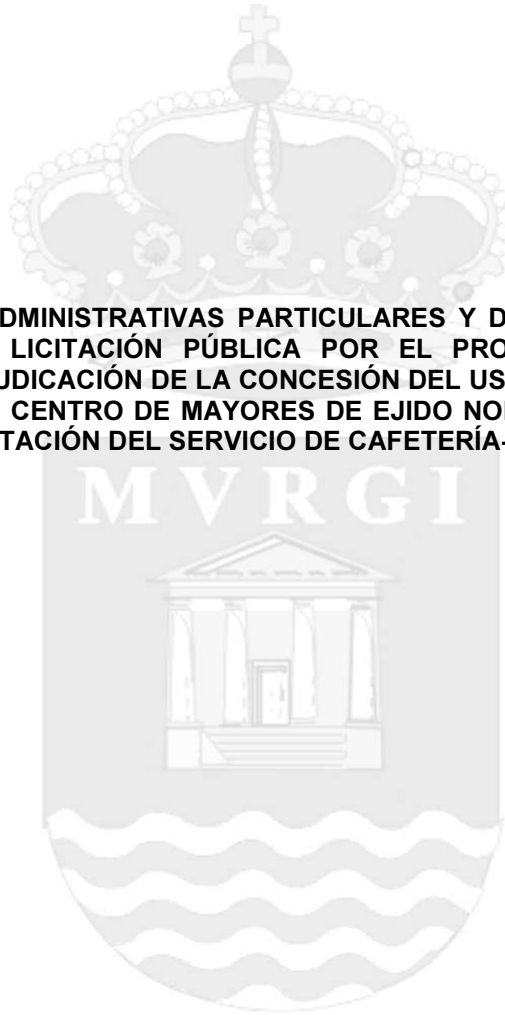 DMINISTRATIVAS PARTICULARES Y D
LICITACIÓN PÚBLICA POR EL PRO
UDICACIÓN DE LA CONCESIÓN DEL US
CENTRO DE MAYORES DE EJIDO NO
TACIÓN DEL SERVICIO DE CAFETERÍA-
MVRGI